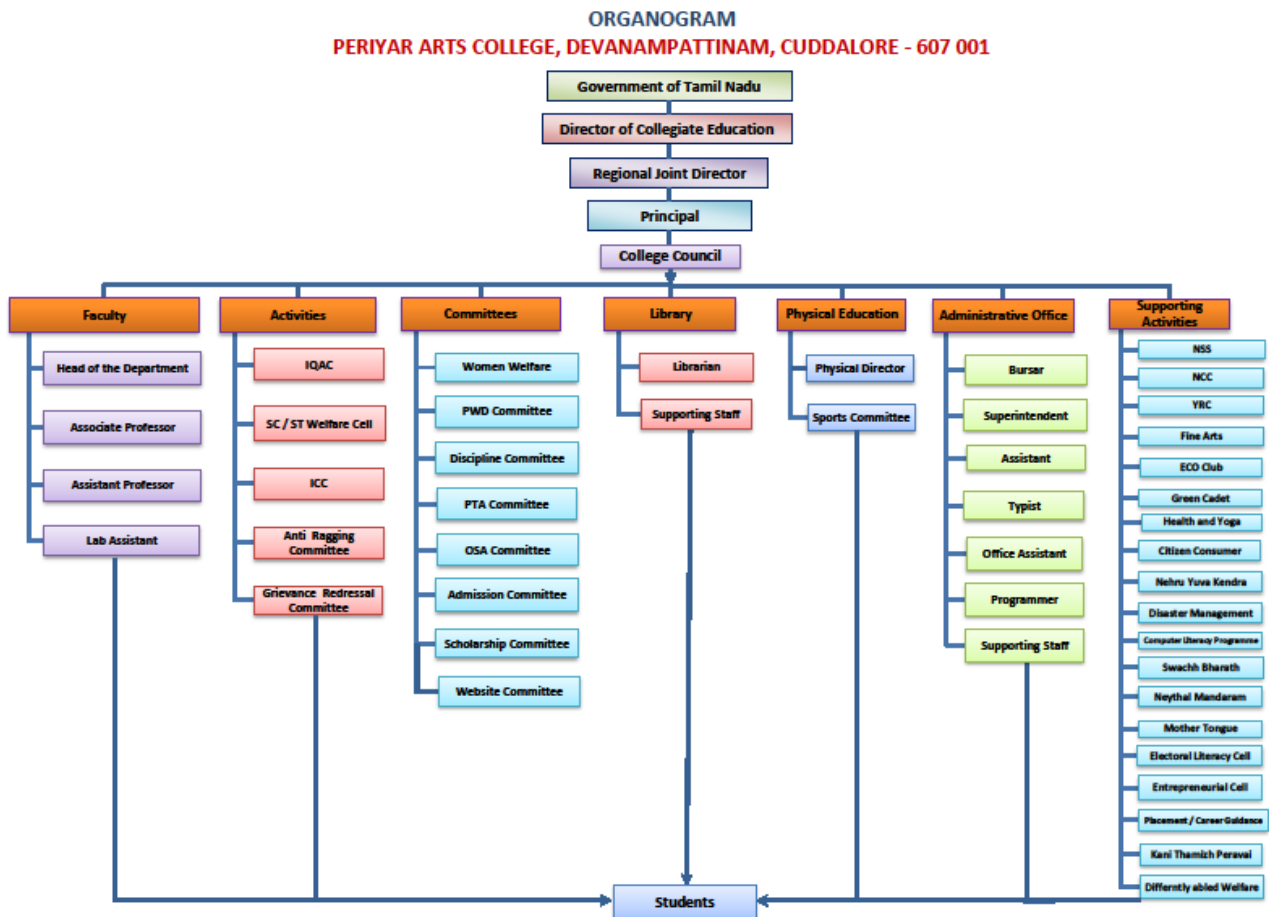 ORGANOGRAM
PERIYAR ARTS COLLEGE, DEVANAMPATTINAM, CUDDALORE - 607 001
Government of Tamil Nadu
Director of Collegiate Education
Regional Joint Director
Principal
College Council
Faculty
Head of the Department
Associate Professor
Assistant Professor
Lab Assistant
Activities
IQAC
SC / ST Welfare Cell
ICC
Anti Ragging
Committee
Grievance Redressal
Committee
Committees
Women Welfare
PWD Committee
Discipline Committee
PTA Committee
OSA Committee
Admission Committee
Scholarship Committee
Website Committee
Library
Librarian
Supporting Staff
Physical Education
Physical Director
Sports Committee
Administrative Office
Bursar
Superintendent
Assistant
Typist
Office Assistant
Programmer
Supporting Staff
Supporting
Activities
NSS
NCC
YRC
Fine Arts
ECO Club
Green Cadet
Health and Yoga
Citizen Consumer
Nehru Yuva Kendra
Disaster Management
Computer Literacy Programme
Swachh Bharath
Neythal Mandaram
Mother Tongue
Electoral Literacy Cell
Entrepreneurial Cell
Placement / Career Guidance
Kani Thamizh Peravai
Differntly abled Welfare
Students